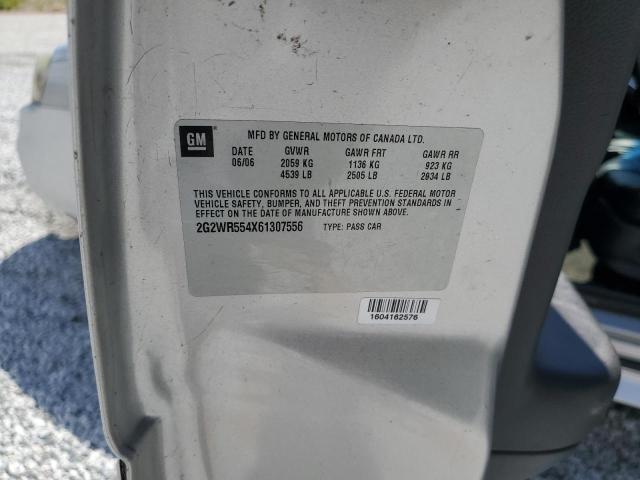 GM
MFD BY GENERAL MOTORS OF CANADA LTD.
DATE GVWR GAWR FRT GAWR RR
06/06 2059 KG 1136 KG 923 KG
4539 LB 2505 LB 2034 LB
THIS VEHICLE CONFORMS TO ALL APPLICABLE U.S. FEDERAL MOTOR
VEHICLE SAFETY, BUMPER, AND THEFT PREVENTION STANDARDS IN
EFFECT ON THE DATE OF MANUFACTURE SHOWN ABOVE.
2G2WR554X61307556 TYPE: PASS CAR
1604162576